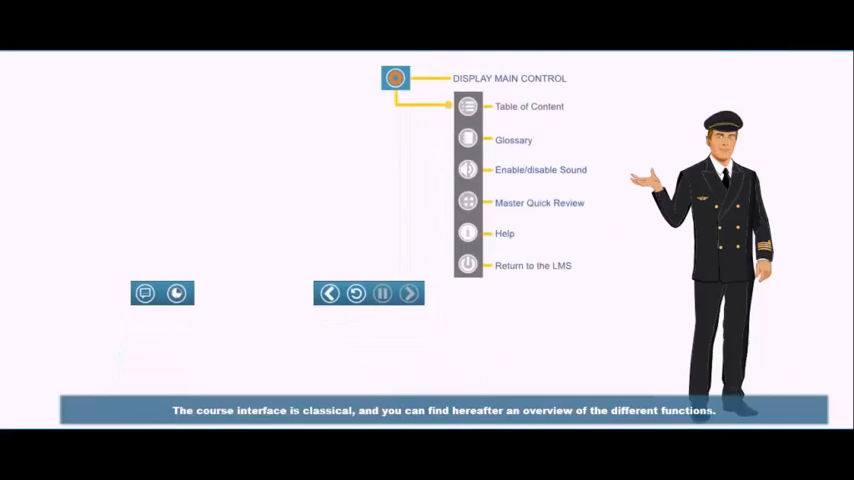 DISPLAY MAIN CONTROL
Table of Content
Glossary
Enable/disable Sound
Master Quick Review
Help
Return to the LMS
The course interface is classical, and you can find hereafter an overview of the different functions.